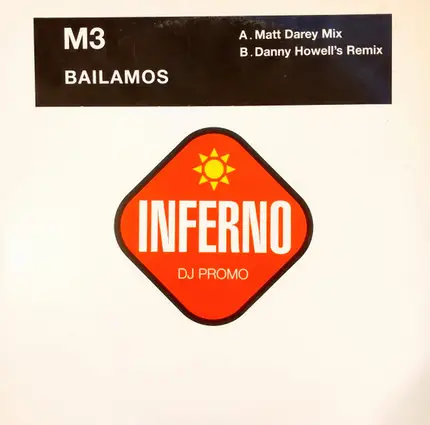 M3
BAILAMOS
A. Matt Darey Mix
B. Danny Howell's Remix
INFERNO
DJ PROMO